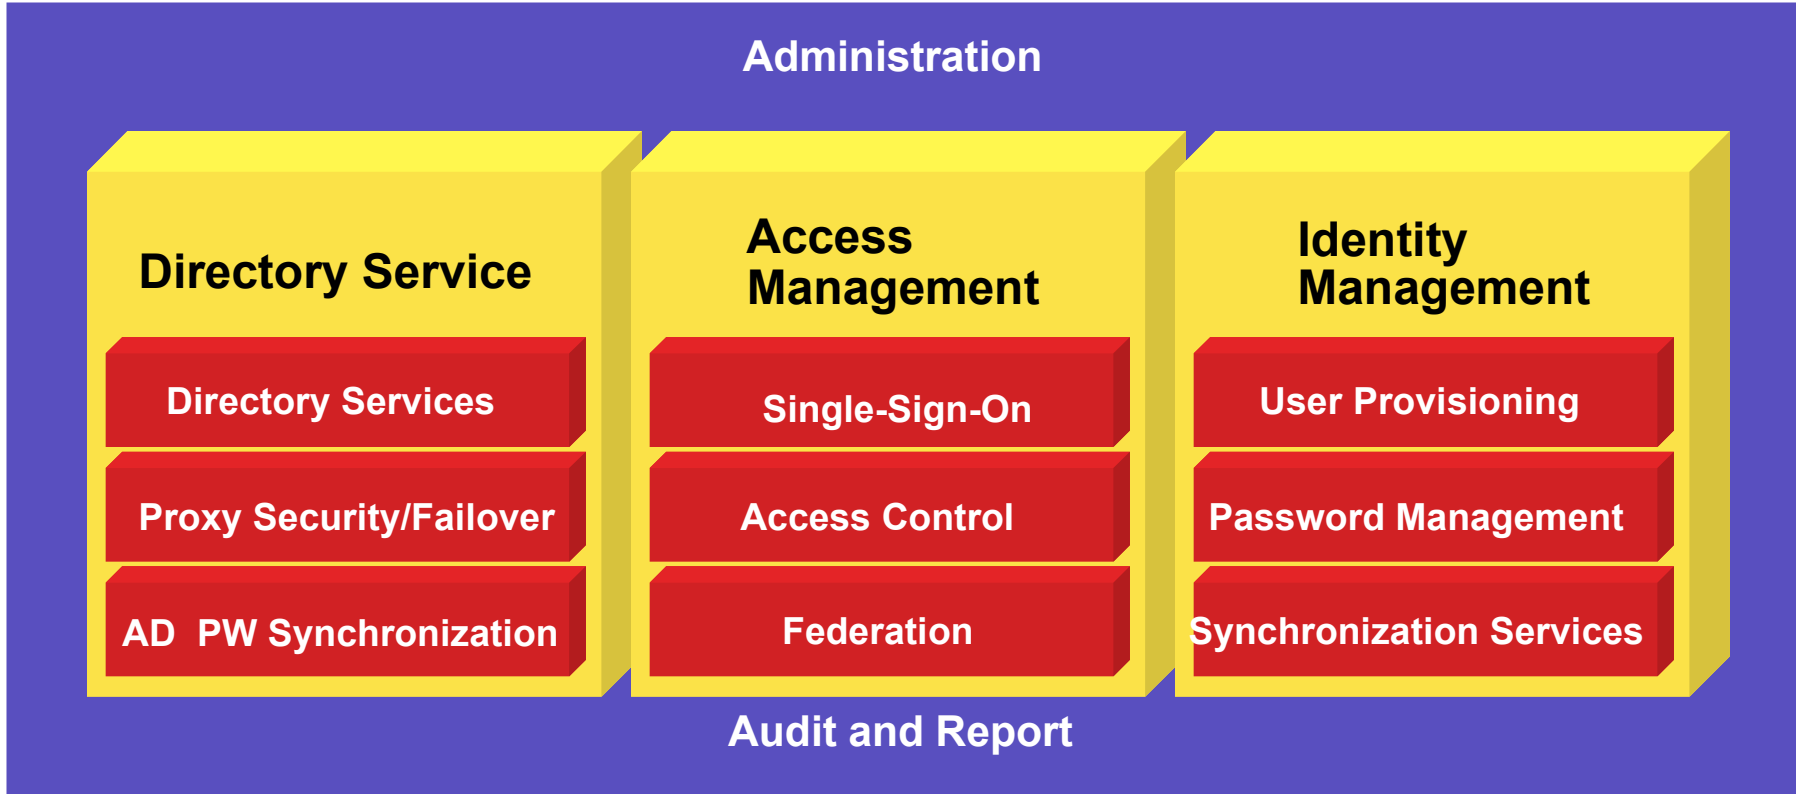 Administration
Directory Service
Directory Services
Proxy Security/Failover
AD  PW Synchronization
Access
Management
Single-Sign-On
Access Control
Federation
Identity
Management
User Provisioning
Password Management
Synchronization Services
Audit and Report